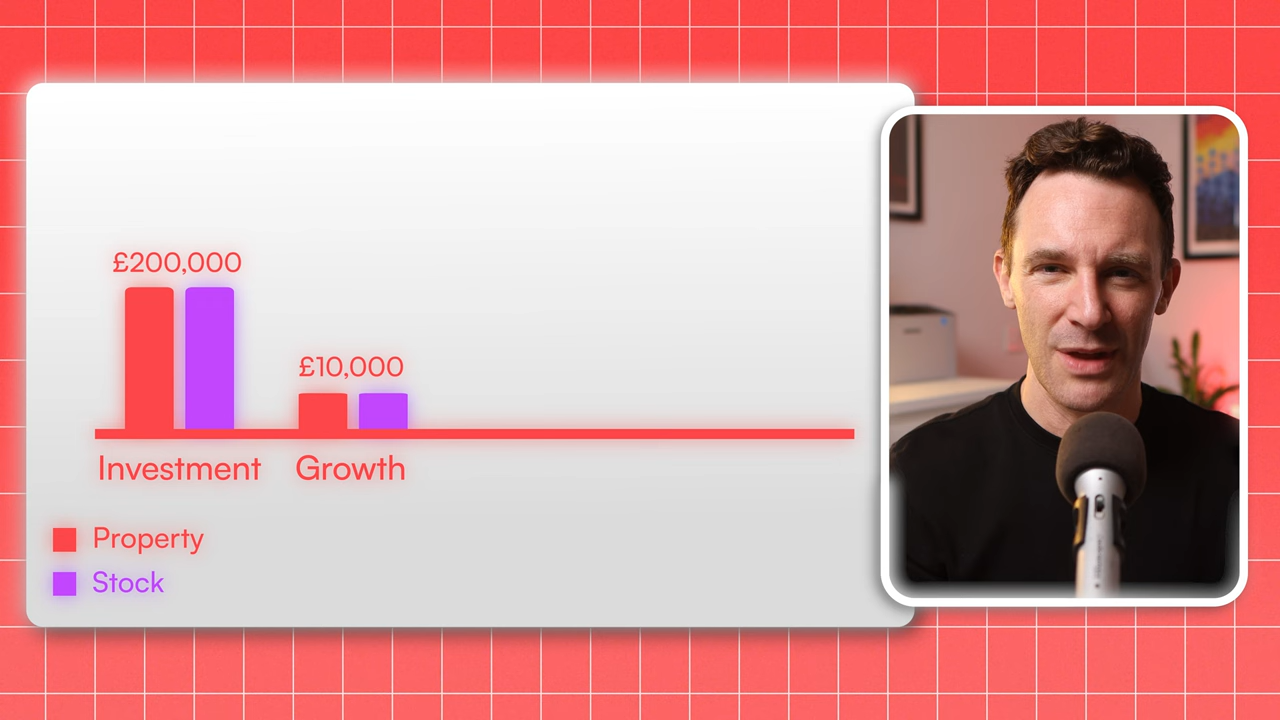 £200,000
£10,000
Investment Growth
Property
Stock